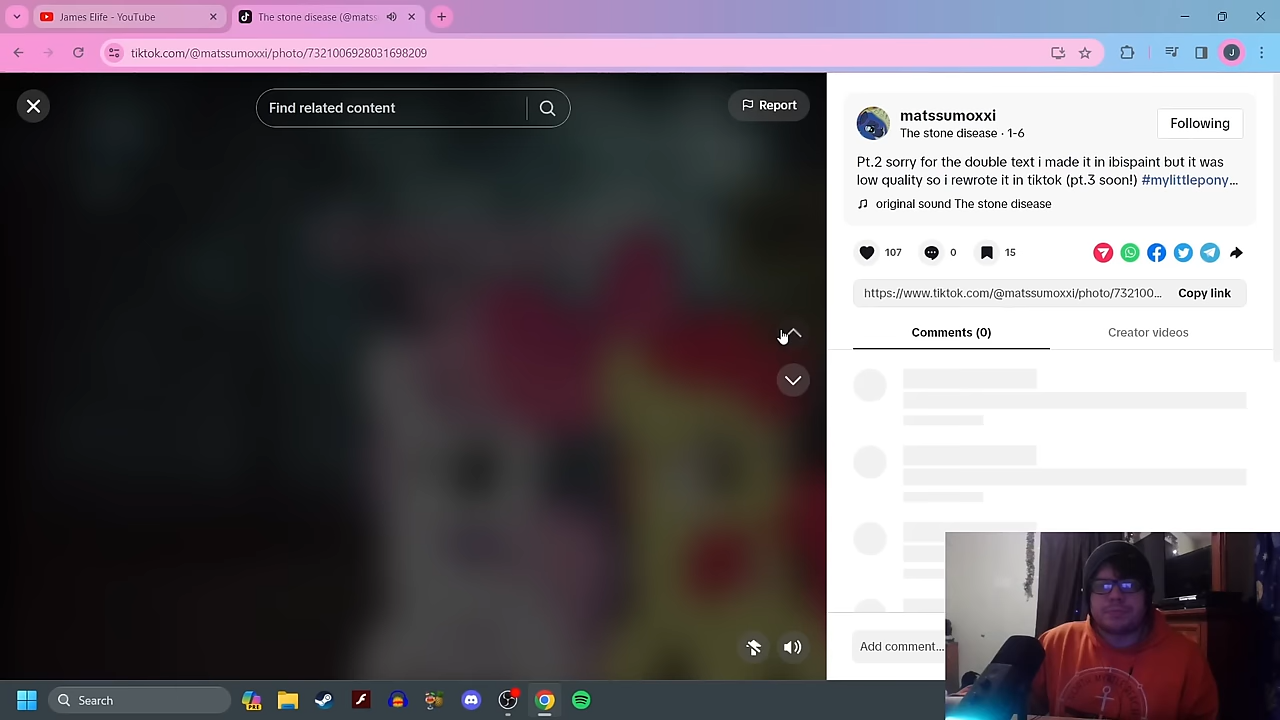 James Elife - YouTube
The stone disease (@matss
tiktok.com/@matssumoxxi/photo/7321006928031698209
J
Find related content
Report
matssumoxxi
The stone disease · 1-6
Following
Pt.2 sorry for the double text i made it in ibispaint but it was
low quality so i rewrote it in tiktok (pt.3 soon!) #mylittlepony...
original sound The stone disease
107
0
15
https://www.tiktok.com/@matssumoxxi/photo/732100...
Copy link
Comments (0)
Creator videos
Add comment...
Search